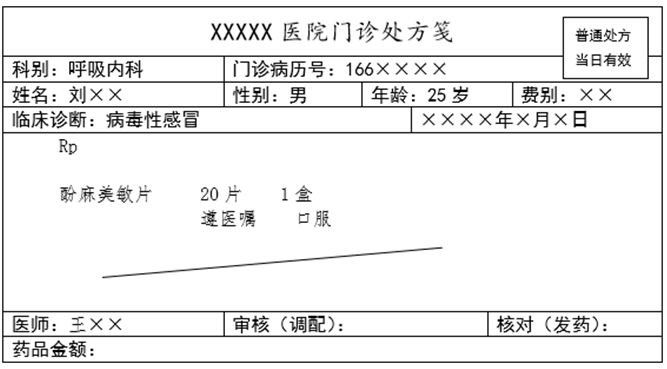 XXXXX 医院门诊处方笺
普通处方
当日有效
科别：呼吸内科 门诊病历号：166××××
姓名：刘×× 性别：男 年龄：25 岁 费别：××
临床诊断：病毒性感冒 ××××年×月×日
Rp
酚麻美敏片 20 片 1 盒
遵医嘱 口服
医师：王×× 审核（调配）： 核对（发药）：
药品金额：